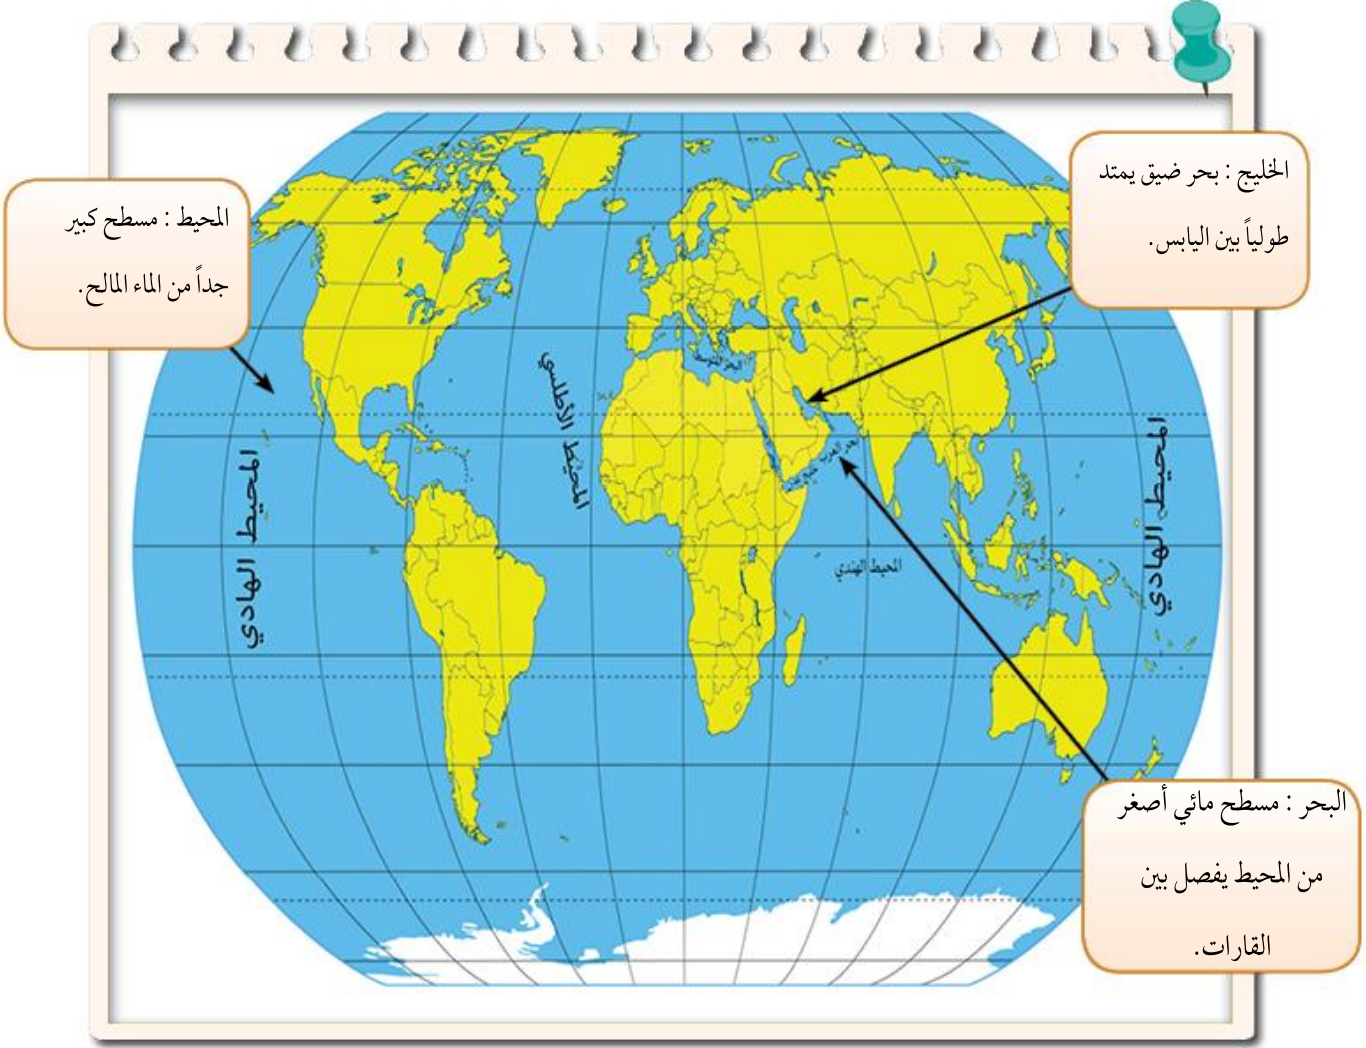 الخليج : بحر ضيق يمتد
طولياً بين اليابس.
المحيط : مسطح كبير
جداً من الماء المالح.
البحر المتوسط
المحيط الأطلسي
المحيط الهادي
المحيط الهادي
بحر العرب
المحيط الهندي
البحر : مسطح مائي أصغر
من المحيط يفصل بين
القارات.